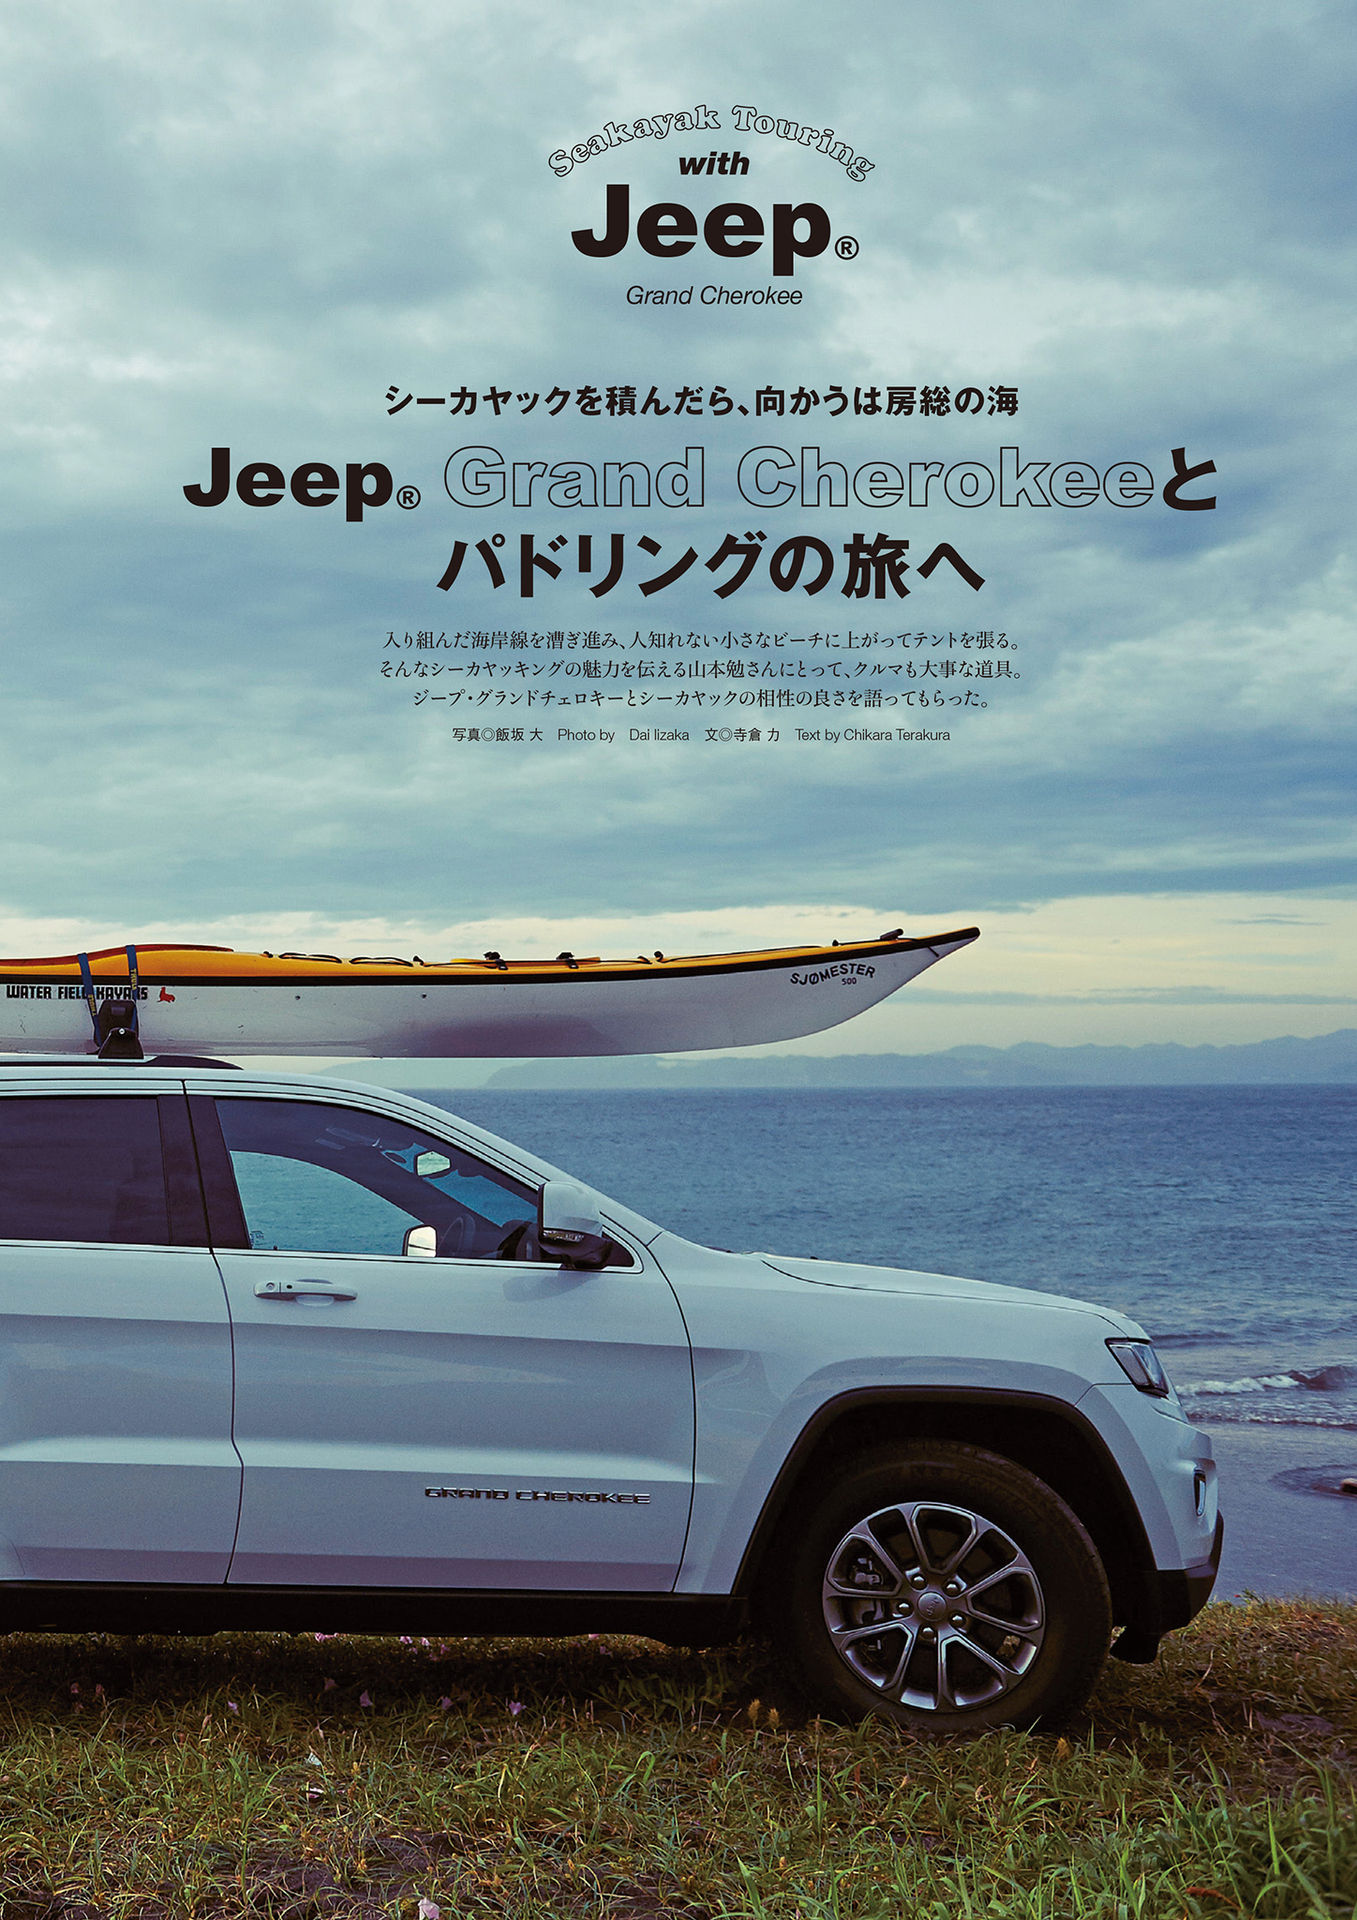 Seakayak Touring
with
Jeep®
Grand Cherokee
シーカヤックを積んだら、向かうは房総の海
Jeep® Grand Cherokeeと
パドリングの旅へ
入り組んだ海岸線を漕ぎ進み、人知れない小さなビーチに上がってテントを張る。
そんなシーカヤッキングの魅力を伝える山本勉さんにとって、クルマも大事な道具。
ジープ・グランドチェロキーとシーカヤックの相性の良さを語ってもらった。
写真◎飯坂 大 Photo by Dai Iizaka 文◎寺倉 力 Text by Chikara Terakura
SJØMESTER
500
WATER FIELD KAYAKS
GRAND CHEROKEE